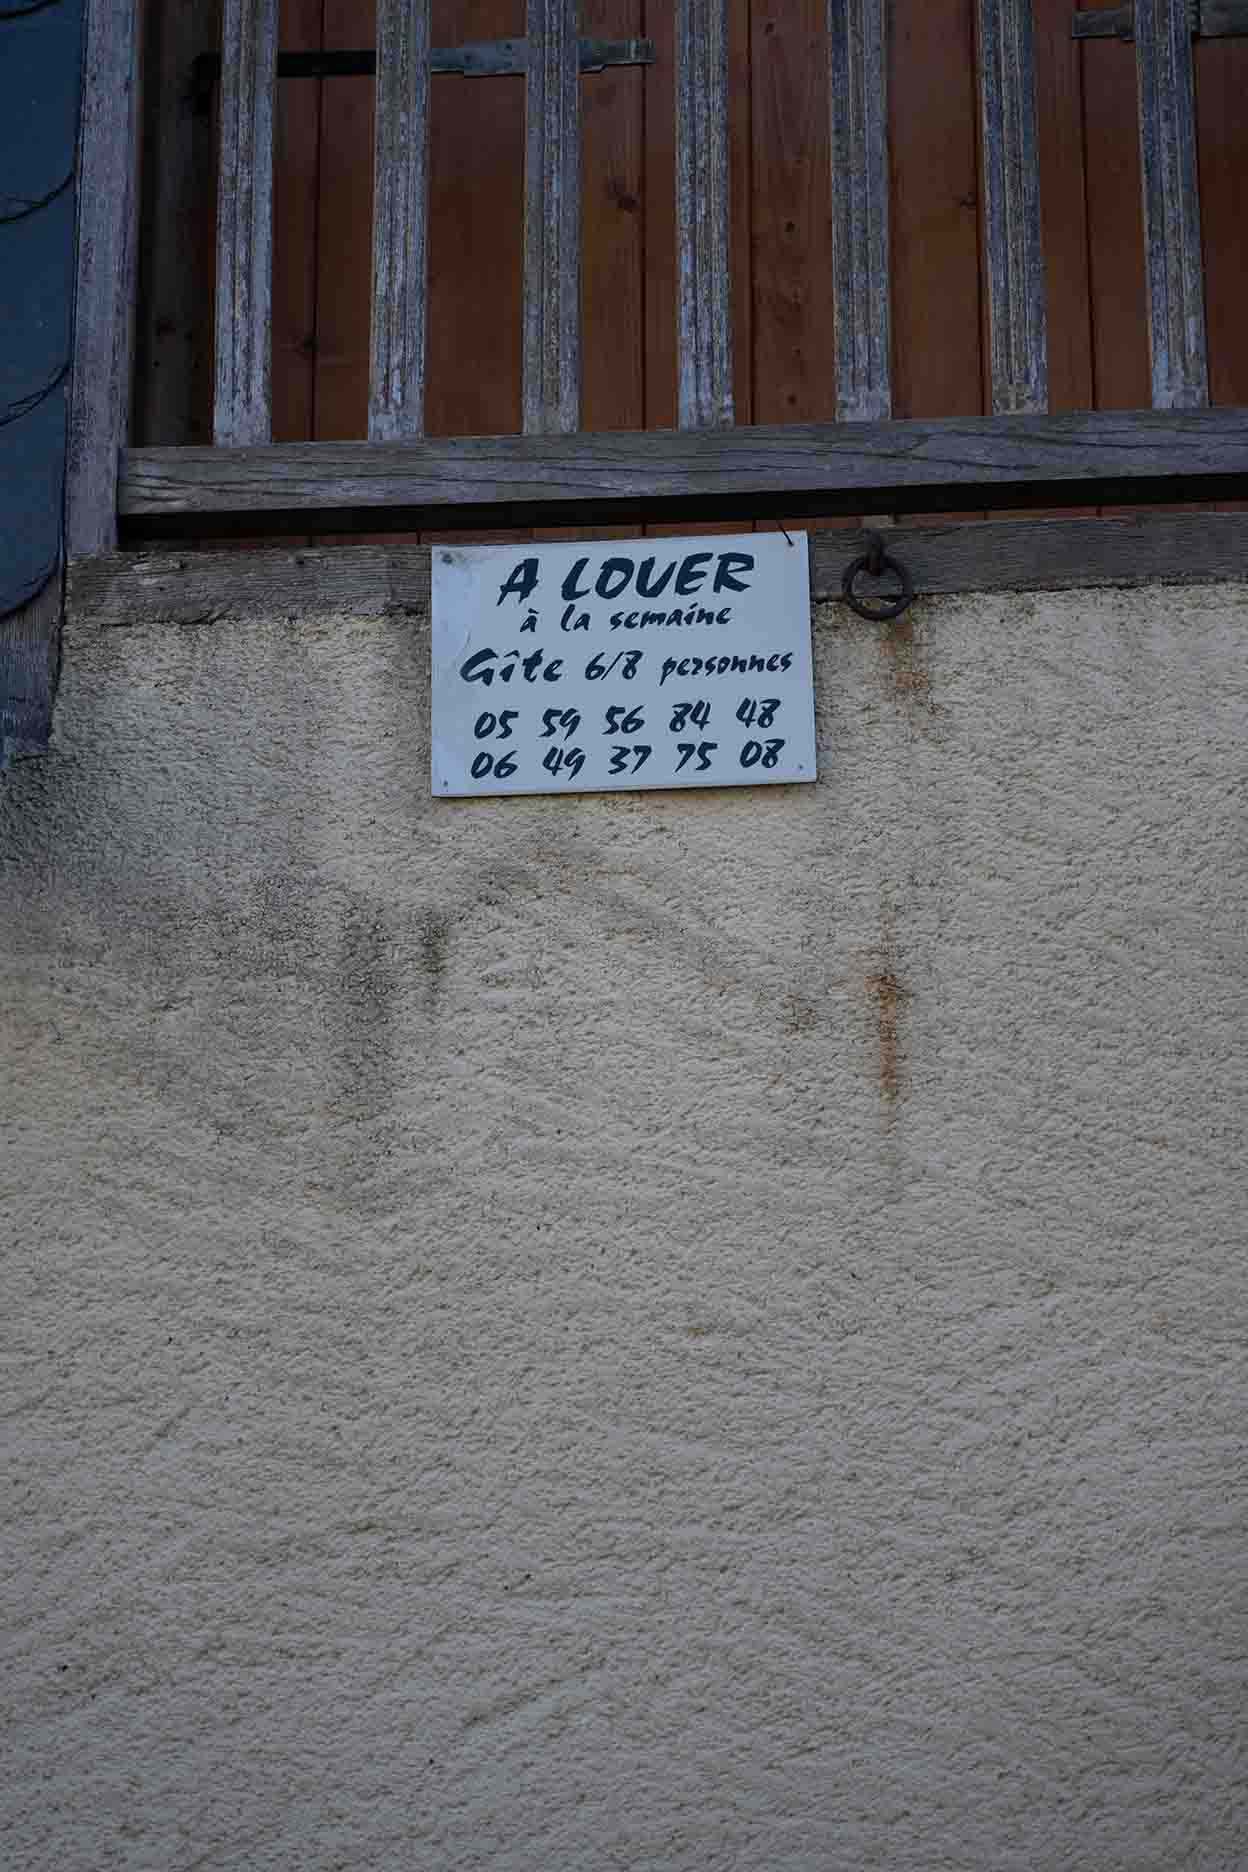 A LOUER
à la semaine
Gîte 6/8 personnes
05 59 56 84 48
06 49 37 75 08